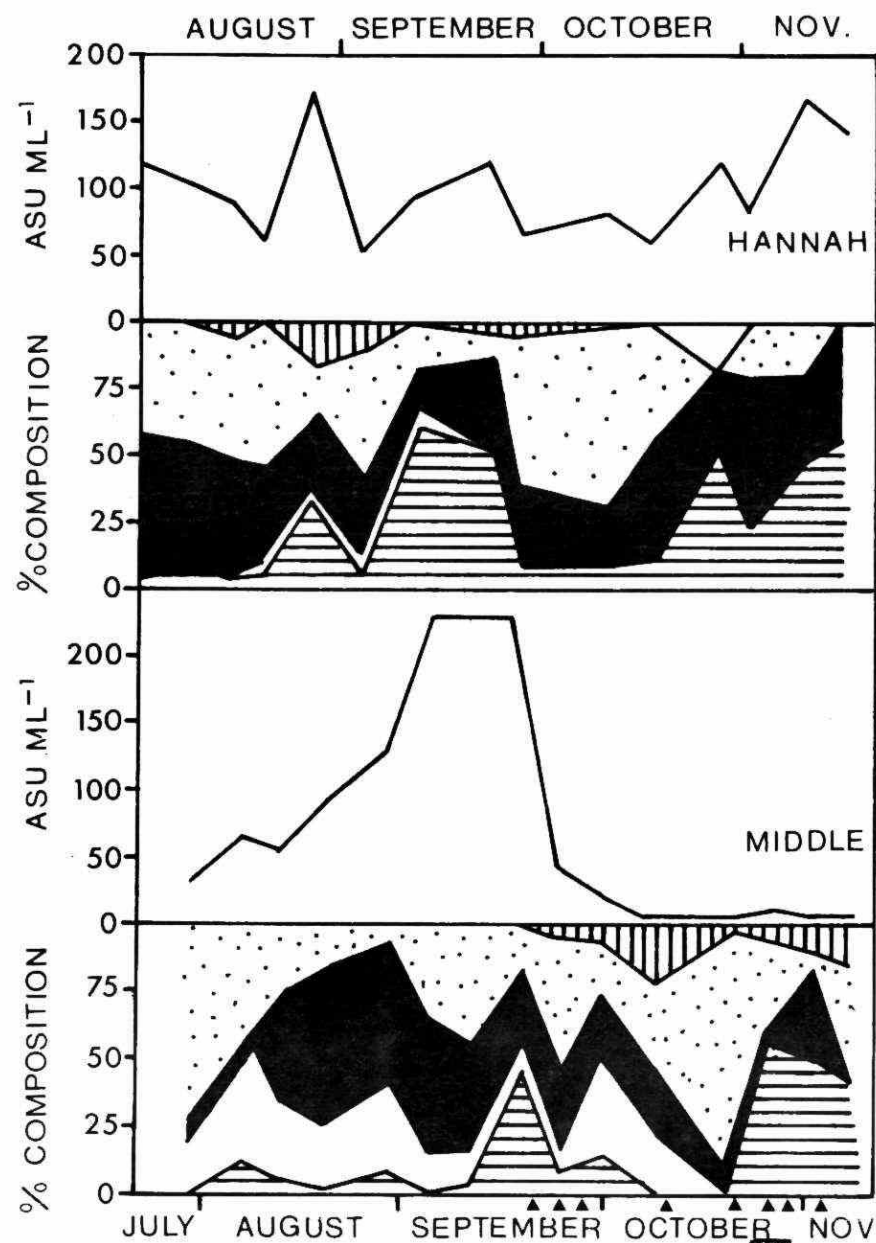 AUGUST SEPTEMBER OCTOBER NOV.
200
150
100
50
0
ASU ML⁻¹
HANNAH
75
50
25
0
%COMPOSITION
200
150
100
50
0
ASU ML⁻¹
MIDDLE
75
50
25
0
% COMPOSITION
JULY AUGUST SEPTEMBER OCTOBER NOV